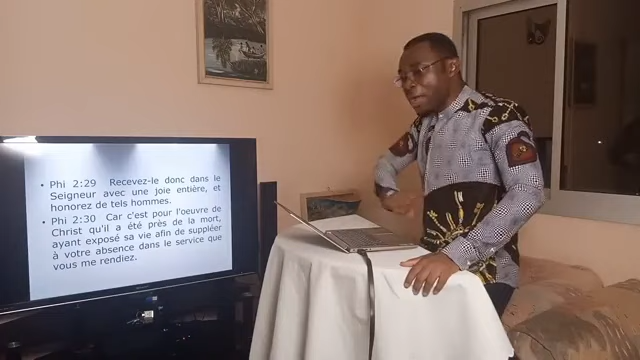 • Phi 2:29 Recevez-le donc dans le
Seigneur avec une joie entière, et
honorez de tels hommes.
• Phi 2:30 Car c'est pour l'oeuvre de
Christ qu'il a été près de la mort,
ayant exposé sa vie afin de suppléer
à votre absence dans le service que
vous me rendiez.